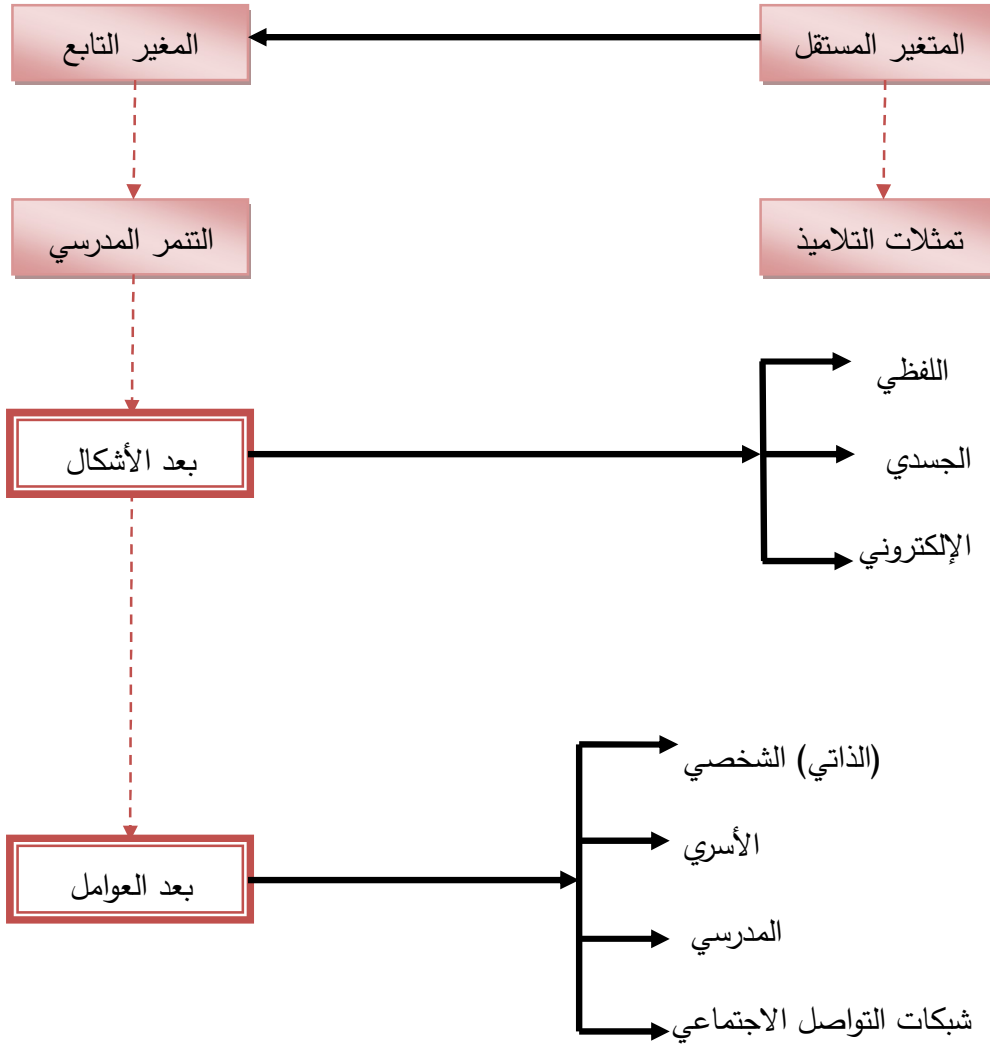 المتغير المستقل
المغير التابع
تمثلات التلاميذ
التنمر المدرسي
بعد الأشكال
اللفظي
الجسدي
الإلكتروني
بعد العوامل
(الذاتي) الشخصي
الأسري
المدرسي
شبكات التواصل الاجتماعي